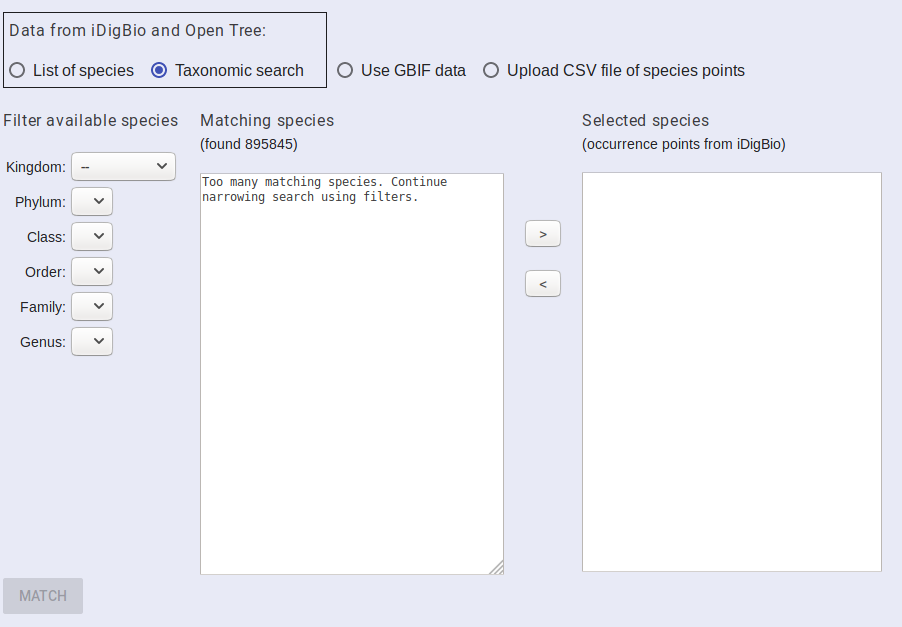 Data from iDigBio and Open Tree:
List of species
Taxonomic search
Use GBIF data
Upload CSV file of species points
Filter available species
Matching species
(found 895845)
Selected species
(occurrence points from iDigBio)
Kingdom: --
Phylum:
Class:
Order:
Family:
Genus:
Too many matching species. Continue
narrowing search using filters.
>
<
MATCH